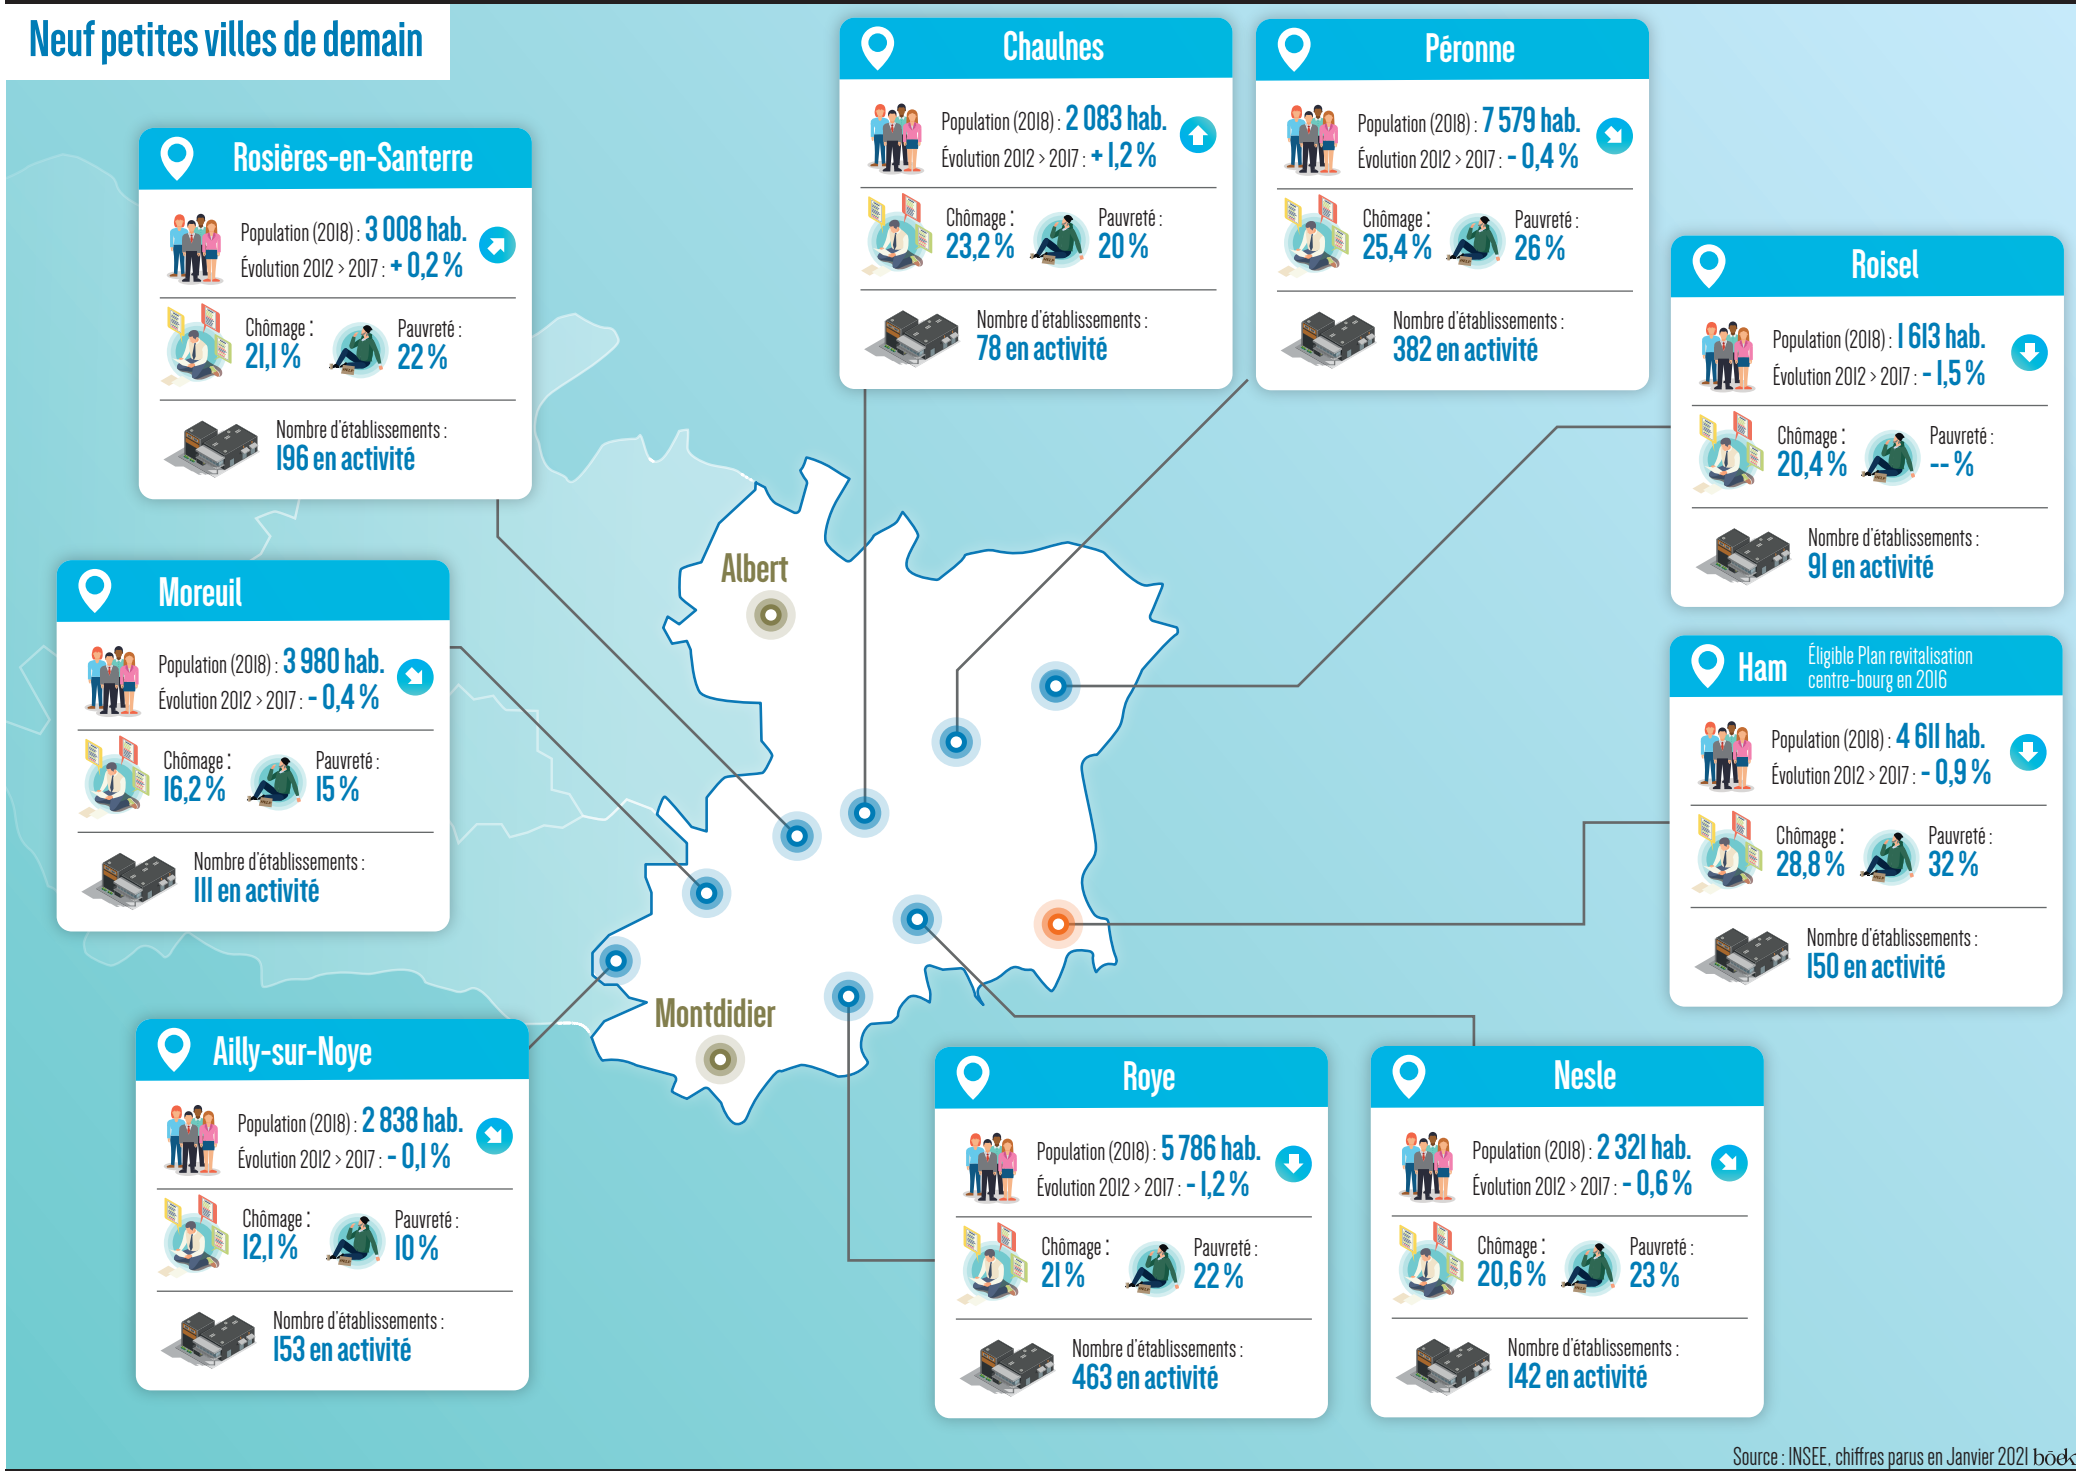 Neuf petites villes de demain
Chaulnes
Population (2018) : 2 083 hab.
Évolution 2012 > 2017 : + 1,2 %
Chômage :
23,2 %
Pauvreté :
20 %
Nombre d'établissements :
78 en activité
Péronne
Population (2018) : 7 579 hab.
Évolution 2012 > 2017 : - 0,4 %
Chômage :
25,4 %
Pauvreté :
26 %
Nombre d'établissements :
382 en activité
Rosières-en-Santerre
Population (2018) : 3 008 hab.
Évolution 2012 > 2017 : + 0,2 %
Chômage :
21,1 %
Pauvreté :
22 %
Nombre d'établissements :
196 en activité
Roisel
Population (2018) : 1 613 hab.
Évolution 2012 > 2017 : - 1,5 %
Chômage :
20,4 %
Pauvreté :
-- %
Nombre d'établissements :
91 en activité
Albert
Moreuil
Population (2018) : 3 980 hab.
Évolution 2012 > 2017 : - 0,4 %
Chômage :
16,2 %
Pauvreté :
15 %
Nombre d'établissements :
111 en activité
Ham
Éligible Plan revitalisation
centre-bourg en 2016
Population (2018) : 4 611 hab.
Évolution 2012 > 2017 : - 0,9 %
Chômage :
28,8 %
Pauvreté :
32 %
Nombre d'établissements :
150 en activité
Montdidier
Ailly-sur-Noye
Population (2018) : 2 838 hab.
Évolution 2012 > 2017 : - 0,1 %
Chômage :
12,1 %
Pauvreté :
10 %
Nombre d'établissements :
153 en activité
Roye
Population (2018) : 5 786 hab.
Évolution 2012 > 2017 : - 1,2 %
Chômage :
21 %
Pauvreté :
22 %
Nombre d'établissements :
463 en activité
Nesle
Population (2018) : 2 321 hab.
Évolution 2012 > 2017 : - 0,6 %
Chômage :
20,6 %
Pauvreté :
23 %
Nombre d'établissements :
142 en activité
Source : INSEE, chiffres parus en Janvier 2021